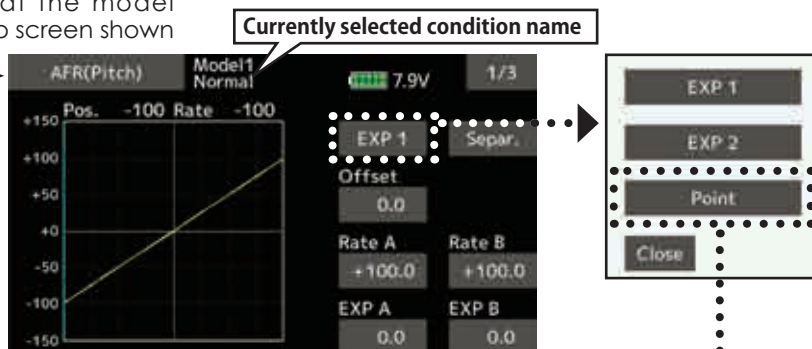 at the model
p screen shown
Currently selected condition name
AFR(Pitch)
Model1
Normal
7.9V
1/3
Pos. -100 Rate -100
+150
+100
+50
+0
-50
-100
-150
EXP 1
Separ.
Offset
0.0
Rate A
Rate B
+100.0
+100.0
EXP A
EXP B
0.0
0.0
EXP 1
EXP 2
Point
Close